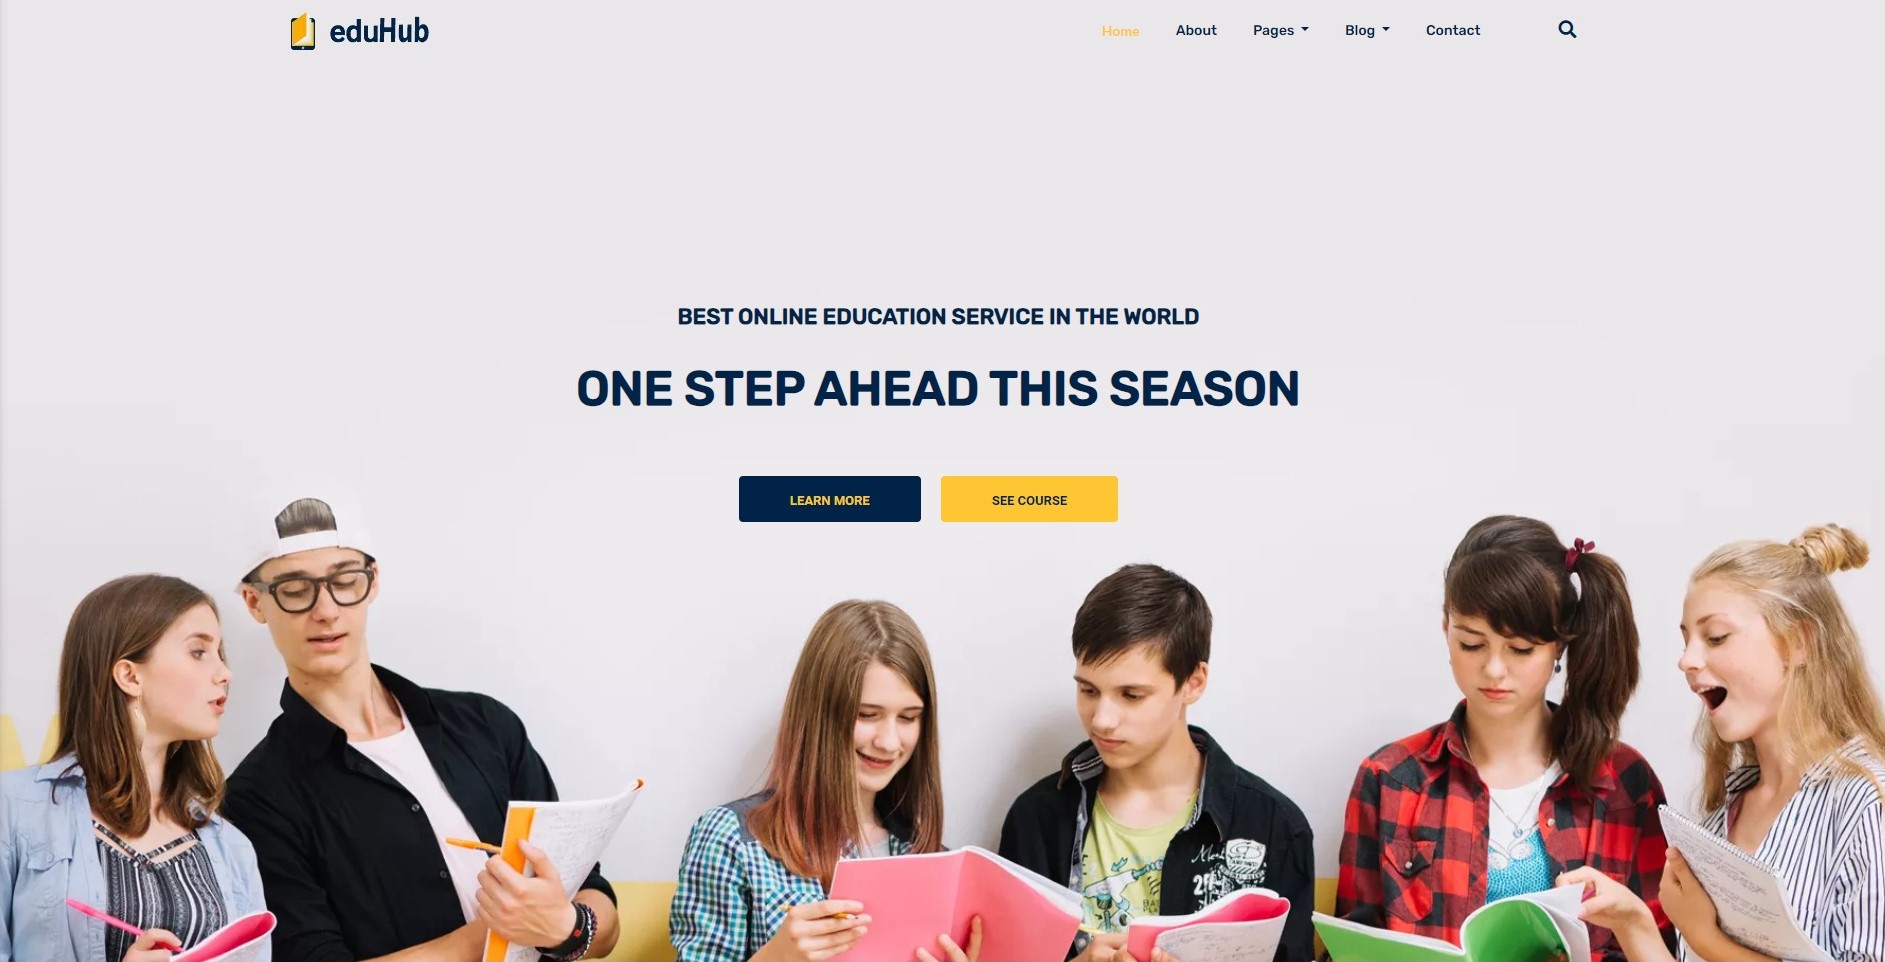 eduHub
Home About Pages Blog Contact
BEST ONLINE EDUCATION SERVICE IN THE WORLD
ONE STEP AHEAD THIS SEASON
LEARN MORE SEE COURSE